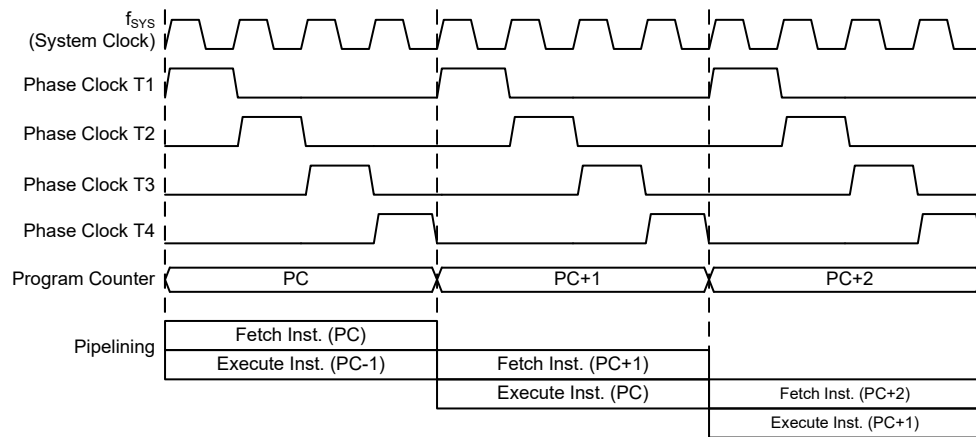 fSYS
(System Clock)
Phase Clock T1
Phase Clock T2
Phase Clock T3
Phase Clock T4
Program Counter PC PC+1 PC+2
Pipelining
Fetch Inst. (PC)
Execute Inst. (PC-1) Fetch Inst. (PC+1)
Execute Inst. (PC) Fetch Inst. (PC+2)
Execute Inst. (PC+1)